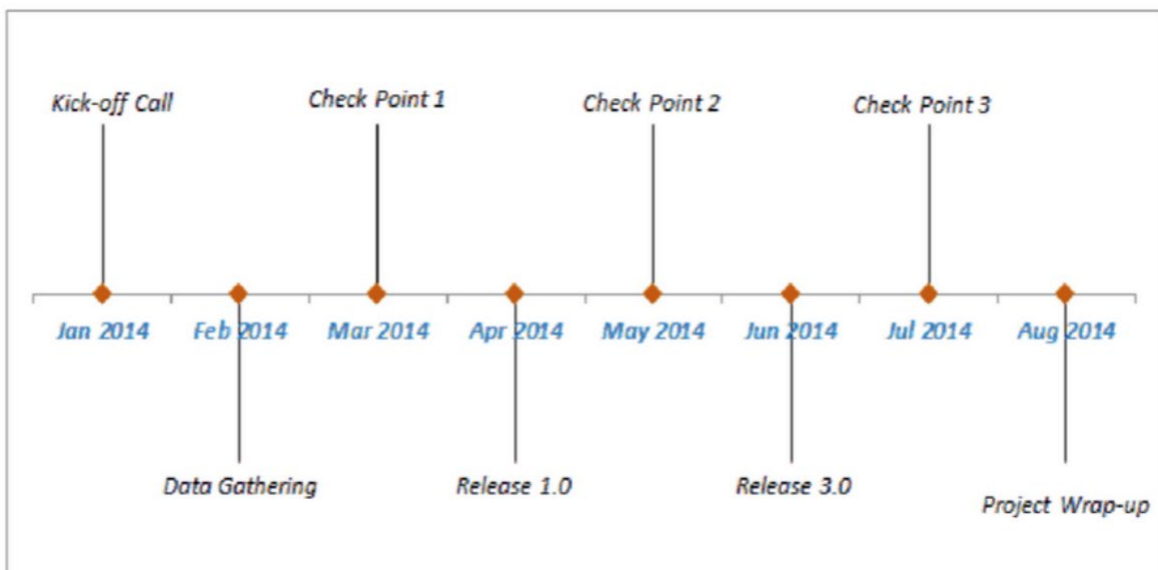 Kick-off Call
Check Point 1
Check Point 2
Check Point 3
Jan 2014
Feb 2014
Mar 2014
Apr 2014
May 2014
Jun 2014
Jul 2014
Aug 2014
Data Gathering
Release 1.0
Release 3.0
Project Wrap-up